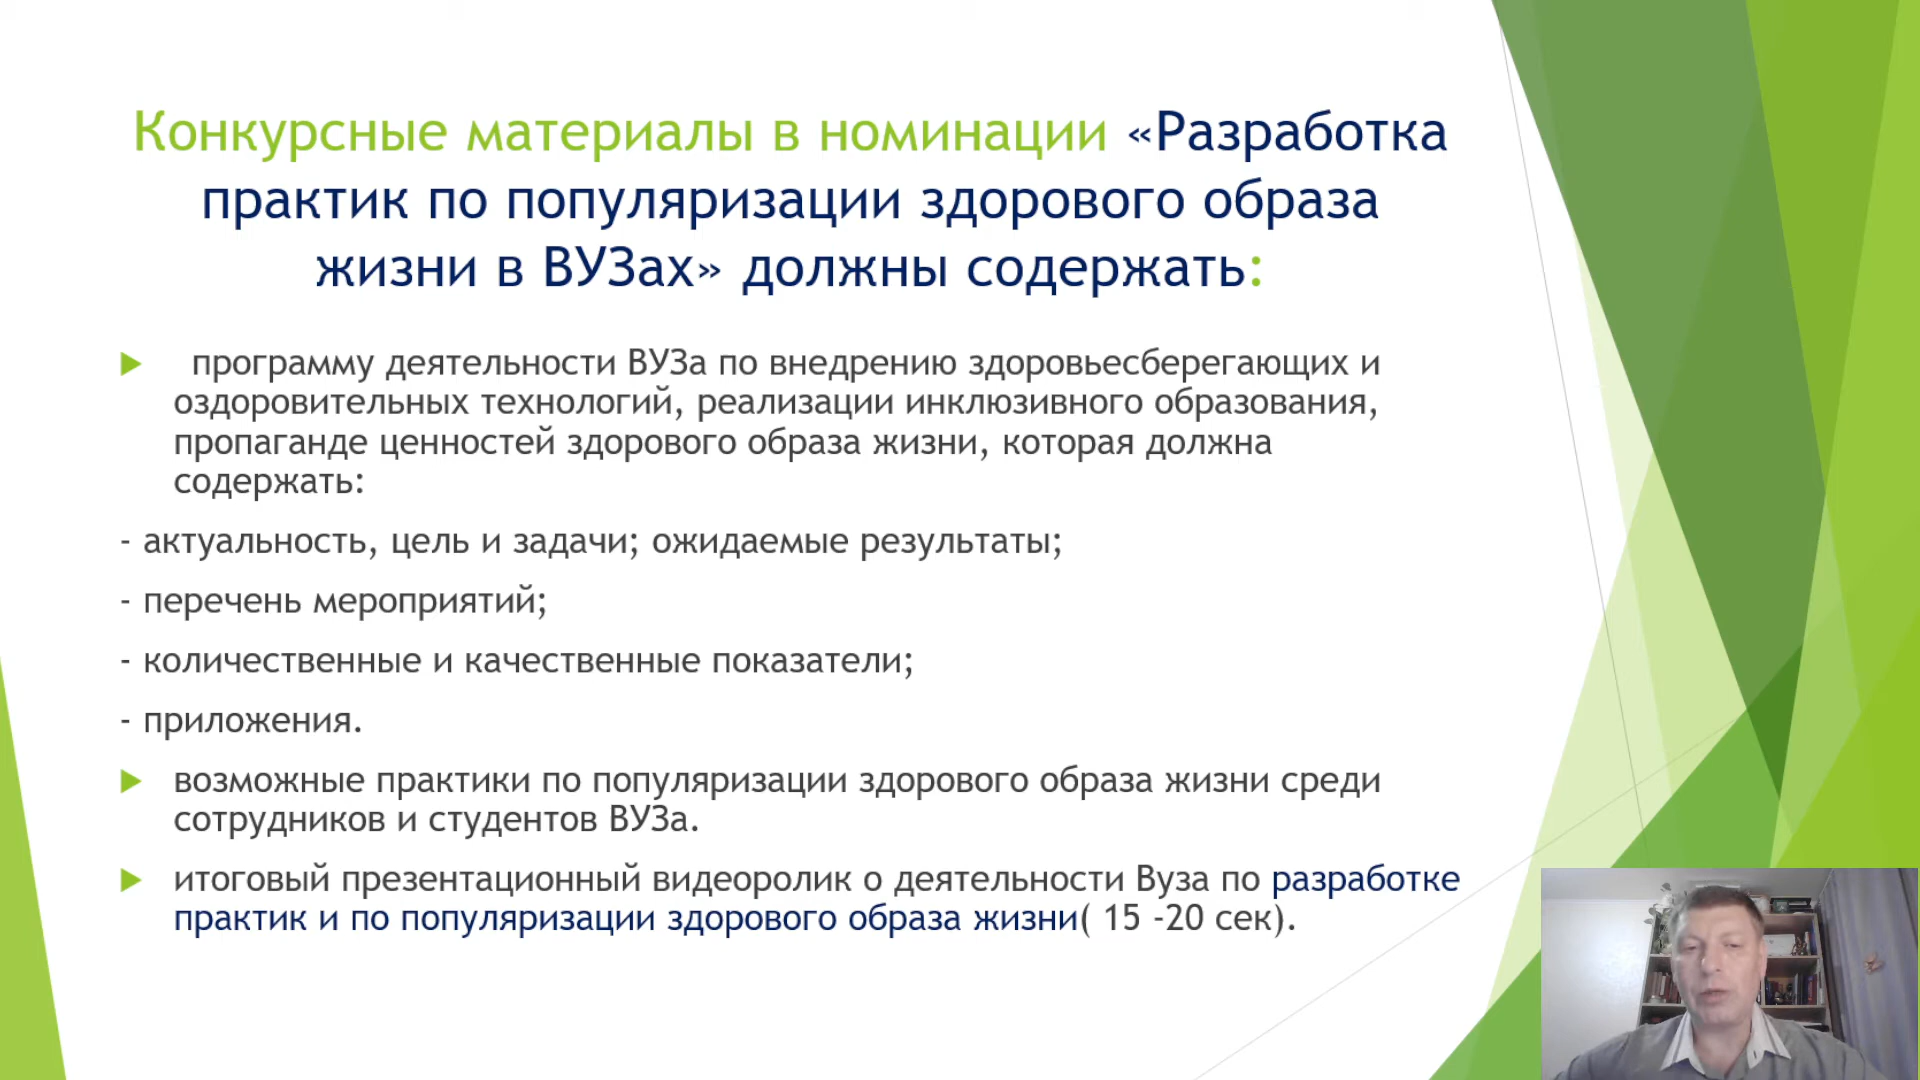 Конкурсные материалы в номинации «Разработка
практик по популяризации здорового образа
жизни в ВУЗах» должны содержать:
программу деятельности ВУЗа по внедрению здоровьесберегающих и
оздоровительных технологий, реализации инклюзивного образования,
пропаганде ценностей здорового образа жизни, которая должна
содержать:
- актуальность, цель и задачи; ожидаемые результаты;
- перечень мероприятий;
- количественные и качественные показатели;
- приложения.
возможные практики по популяризации здорового образа жизни среди
сотрудников и студентов ВУЗа.
итоговый презентационный видеоролик о деятельности Вуза по разработке
практик и по популяризации здорового образа жизни( 15 -20 сек).